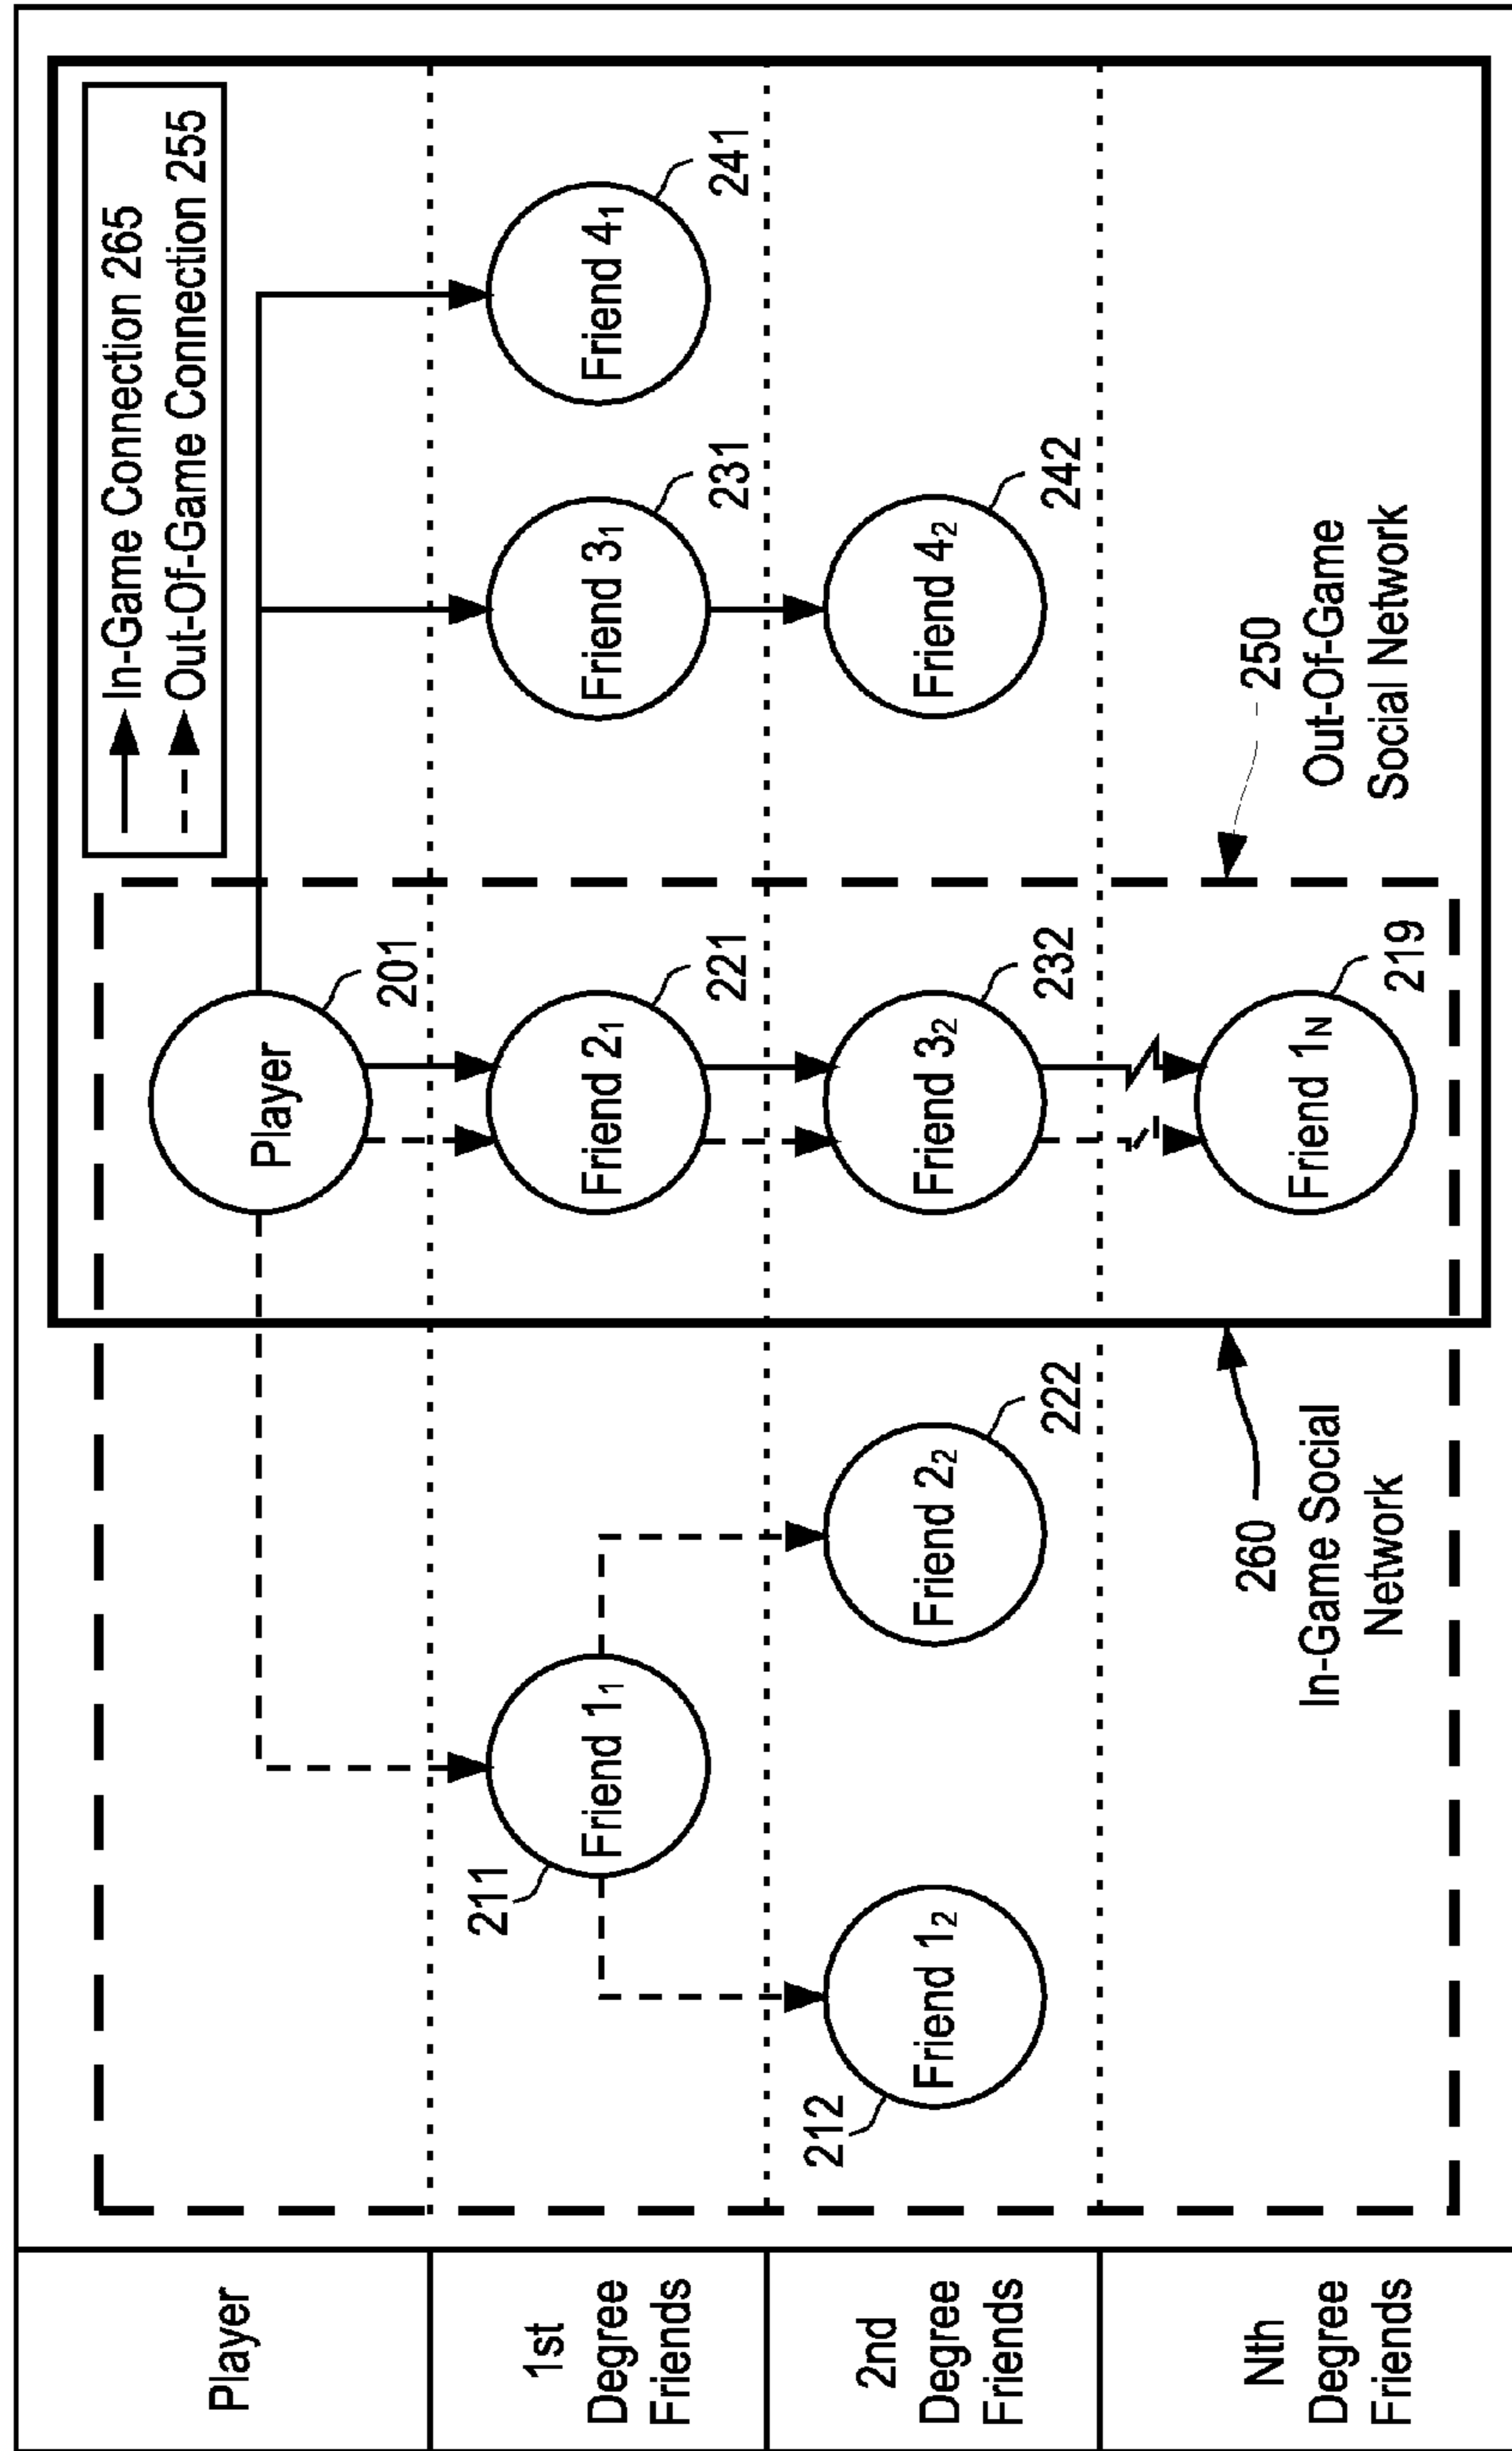 Player
In-Game Connection 265
Out-Of-Game Connection 255
Player
201
1st
Degree
Friends
211
Friend 1₁
Friend 2₁
221
Friend 3₁
231
Friend 4₁
241
2nd
Degree
Friends
212
Friend 1₂
Friend 2₂
222
Friend 3₂
232
Friend 4₂
242
Nth
Degree
Friends
260
In-Game Social
Network
Friend 1N
219
250
Out-Of-Game
Social Network